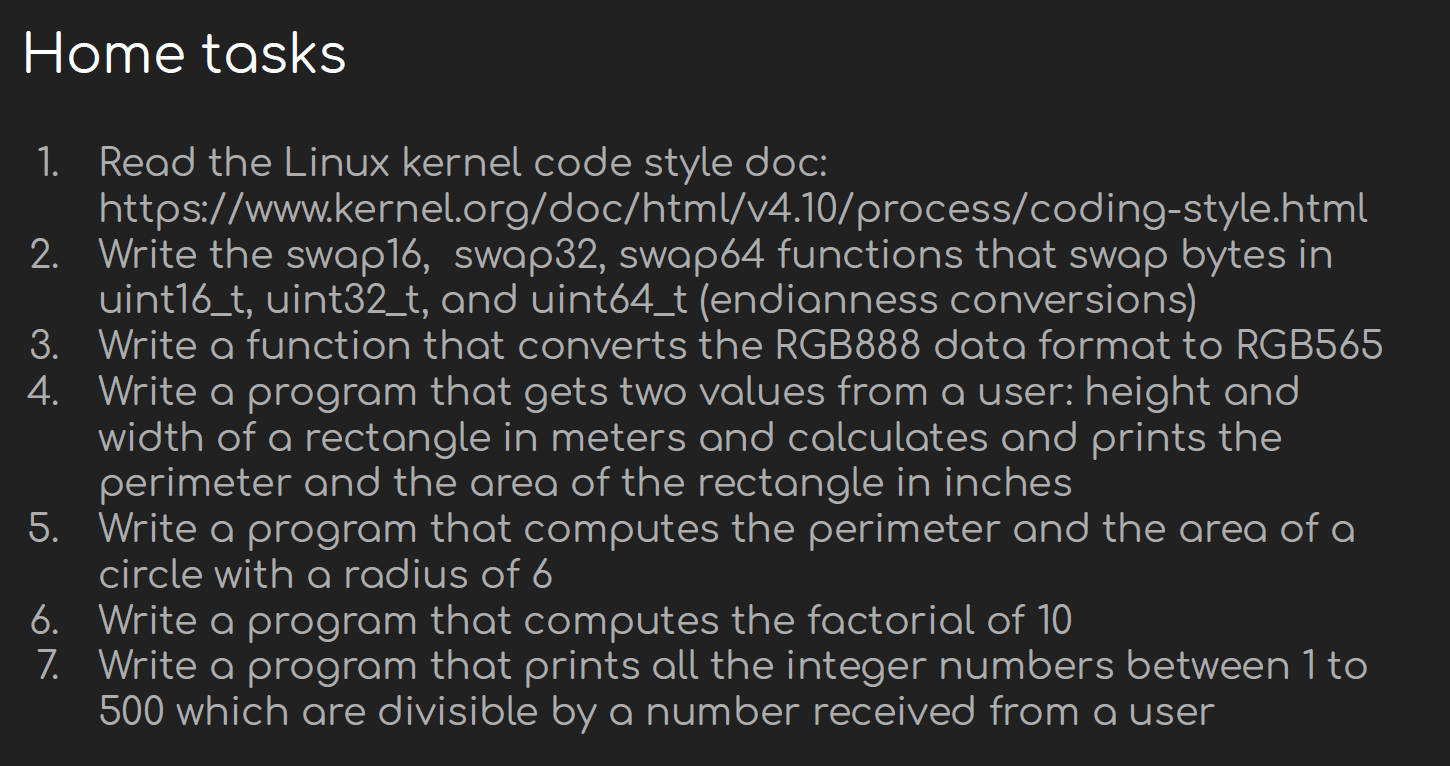 Home tasks
1. Read the Linux kernel code style doc:
https://www.kernel.org/doc/html/v4.10/process/coding-style.html
2. Write the swap16,  swap32, swap64 functions that swap bytes in
uint16_t, uint32_t, and uint64_t (endianness conversions)
3. Write a function that converts the RGB888 data format to RGB565
4. Write a program that gets two values from a user: height and
width of a rectangle in meters and calculates and prints the
perimeter and the area of the rectangle in inches
5. Write a program that computes the perimeter and the area of a
circle with a radius of 6
6. Write a program that computes the factorial of 10
7. Write a program that prints all the integer numbers between 1 to
500 which are divisible by a number received from a user